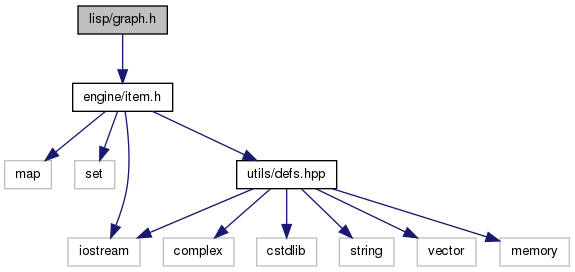 lisp/graph.h
engine/item.h
map
set
utils/defs.hpp
iostream
complex
cstdlib
string
vector
memory